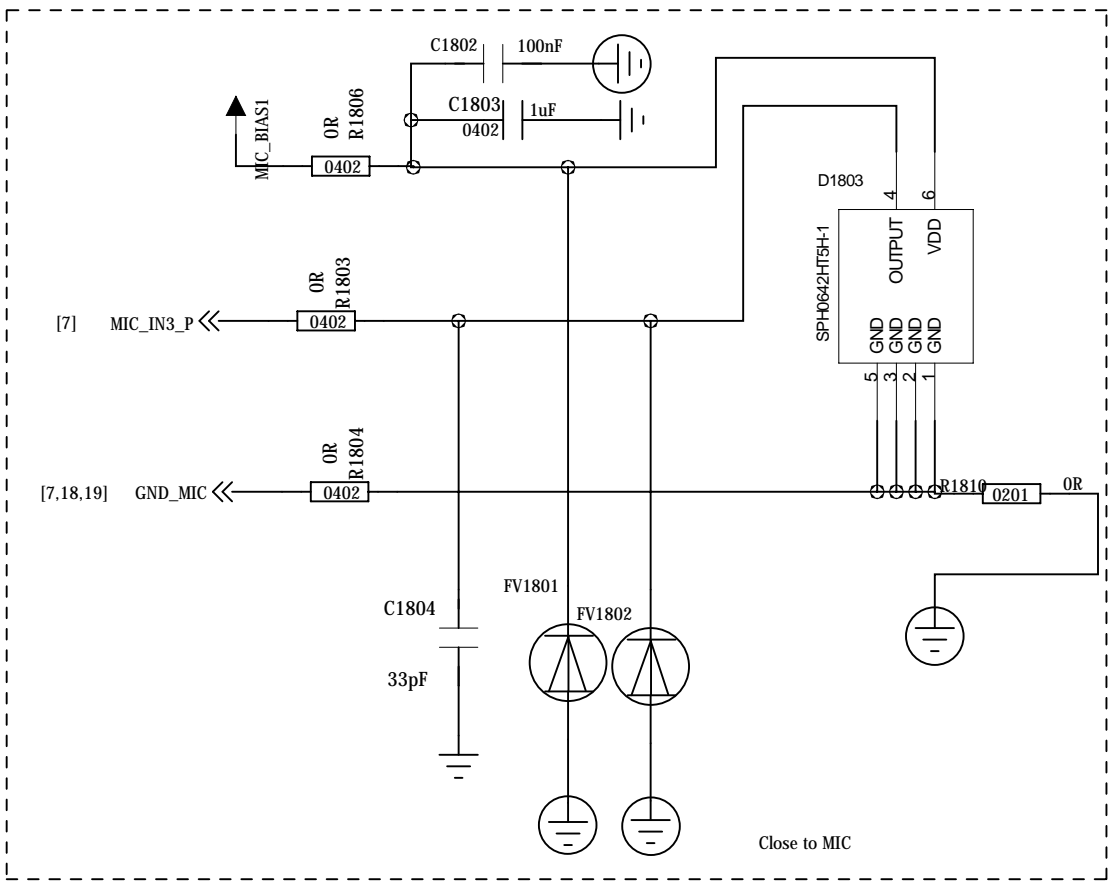 C1802 100nF
C1803 1uF
0402
MIC_BIAS1
0R
R1806
0402
D1803
4
6
OUTPUT
VDD
SPH0642HT5H-1
GND
GND
GND
GND
5
3
2
1
0R
R1803
[7] MIC_IN3_P 0402
0R
R1804
[7,18,19] GND_MIC 0402
R1810 0201 0R
FV1801
FV1802
C1804
33pF
Close to MIC